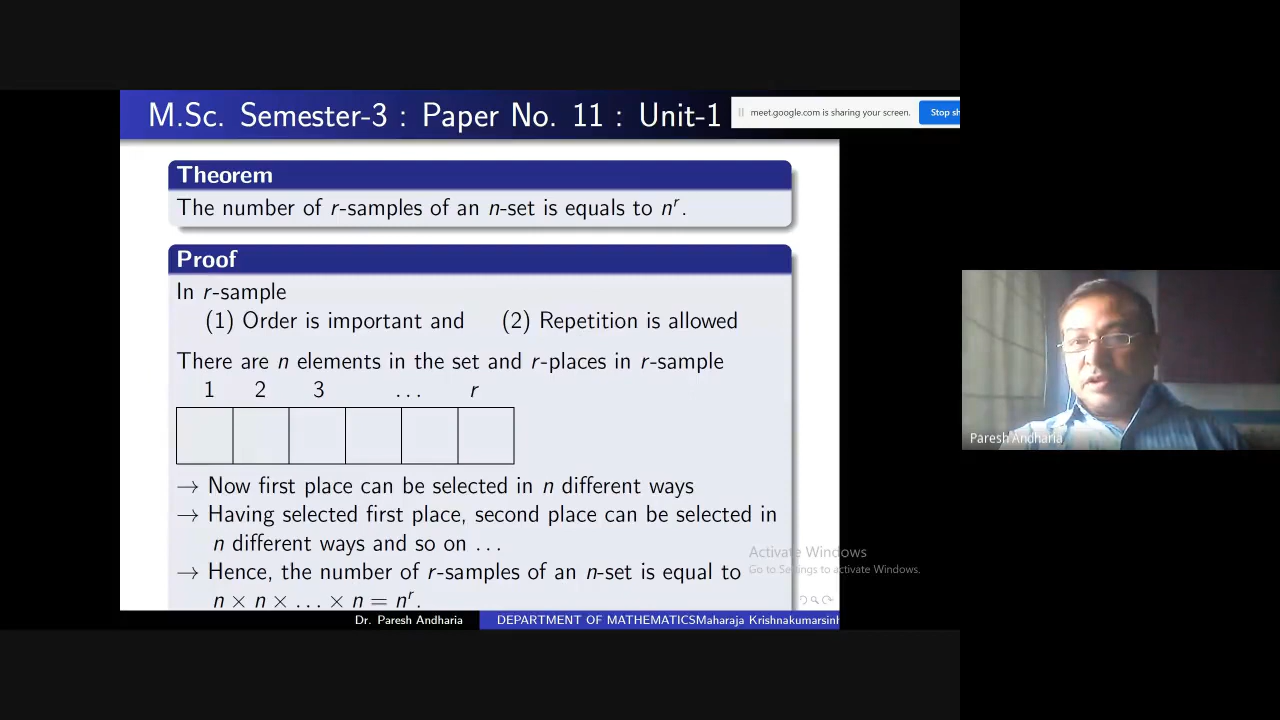 M.Sc. Semester-3 : Paper No. 11 : Unit-1
meet.google.com is sharing your screen.
Stop sh
Theorem
The number of r-samples of an n-set is equals to nʳ.
Proof
In r-sample
(1) Order is important and (2) Repetition is allowed
There are n elements in the set and r-places in r-sample
1 2 3 ... r
→ Now first place can be selected in n different ways
→ Having selected first place, second place can be selected in
n different ways and so on ...
→ Hence, the number of r-samples of an n-set is equal to
n × n × ... × n = nʳ.
Activate Windows
Go to Settings to activate Windows.
Dr. Paresh Andharia
DEPARTMENT OF MATHEMATICSMaharaja Krishnakumarsinh
Paresh Andharia